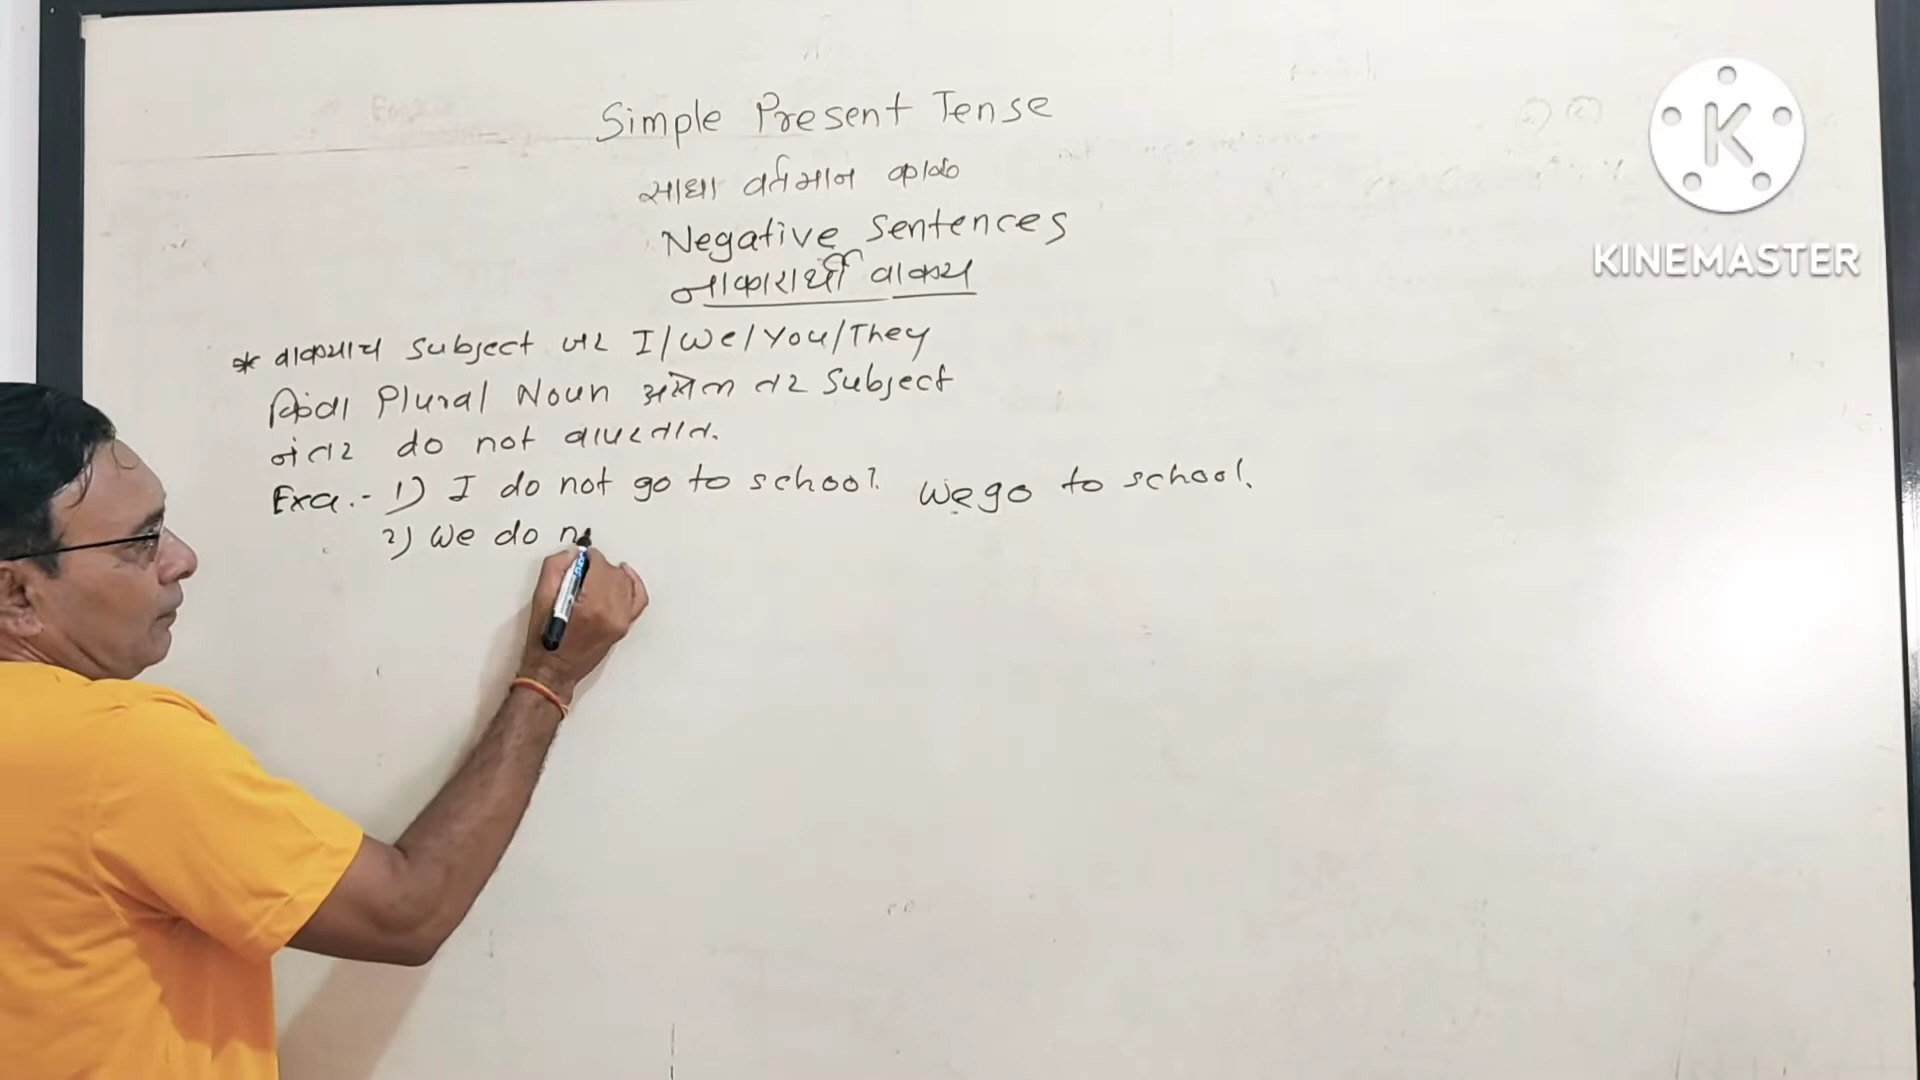 Simple Present Tense
साधा वर्तमान काळ
Negative Sentences
नाकारार्थी वाक्य
* वाक्याचा Subject जर I/We/You/They
किंवा Plural Noun असेल तर Subject
नंतर do not वापरतात.
Exa.- 1) I do not go to school. We go to school.
2) We do n
K
KINEMASTER